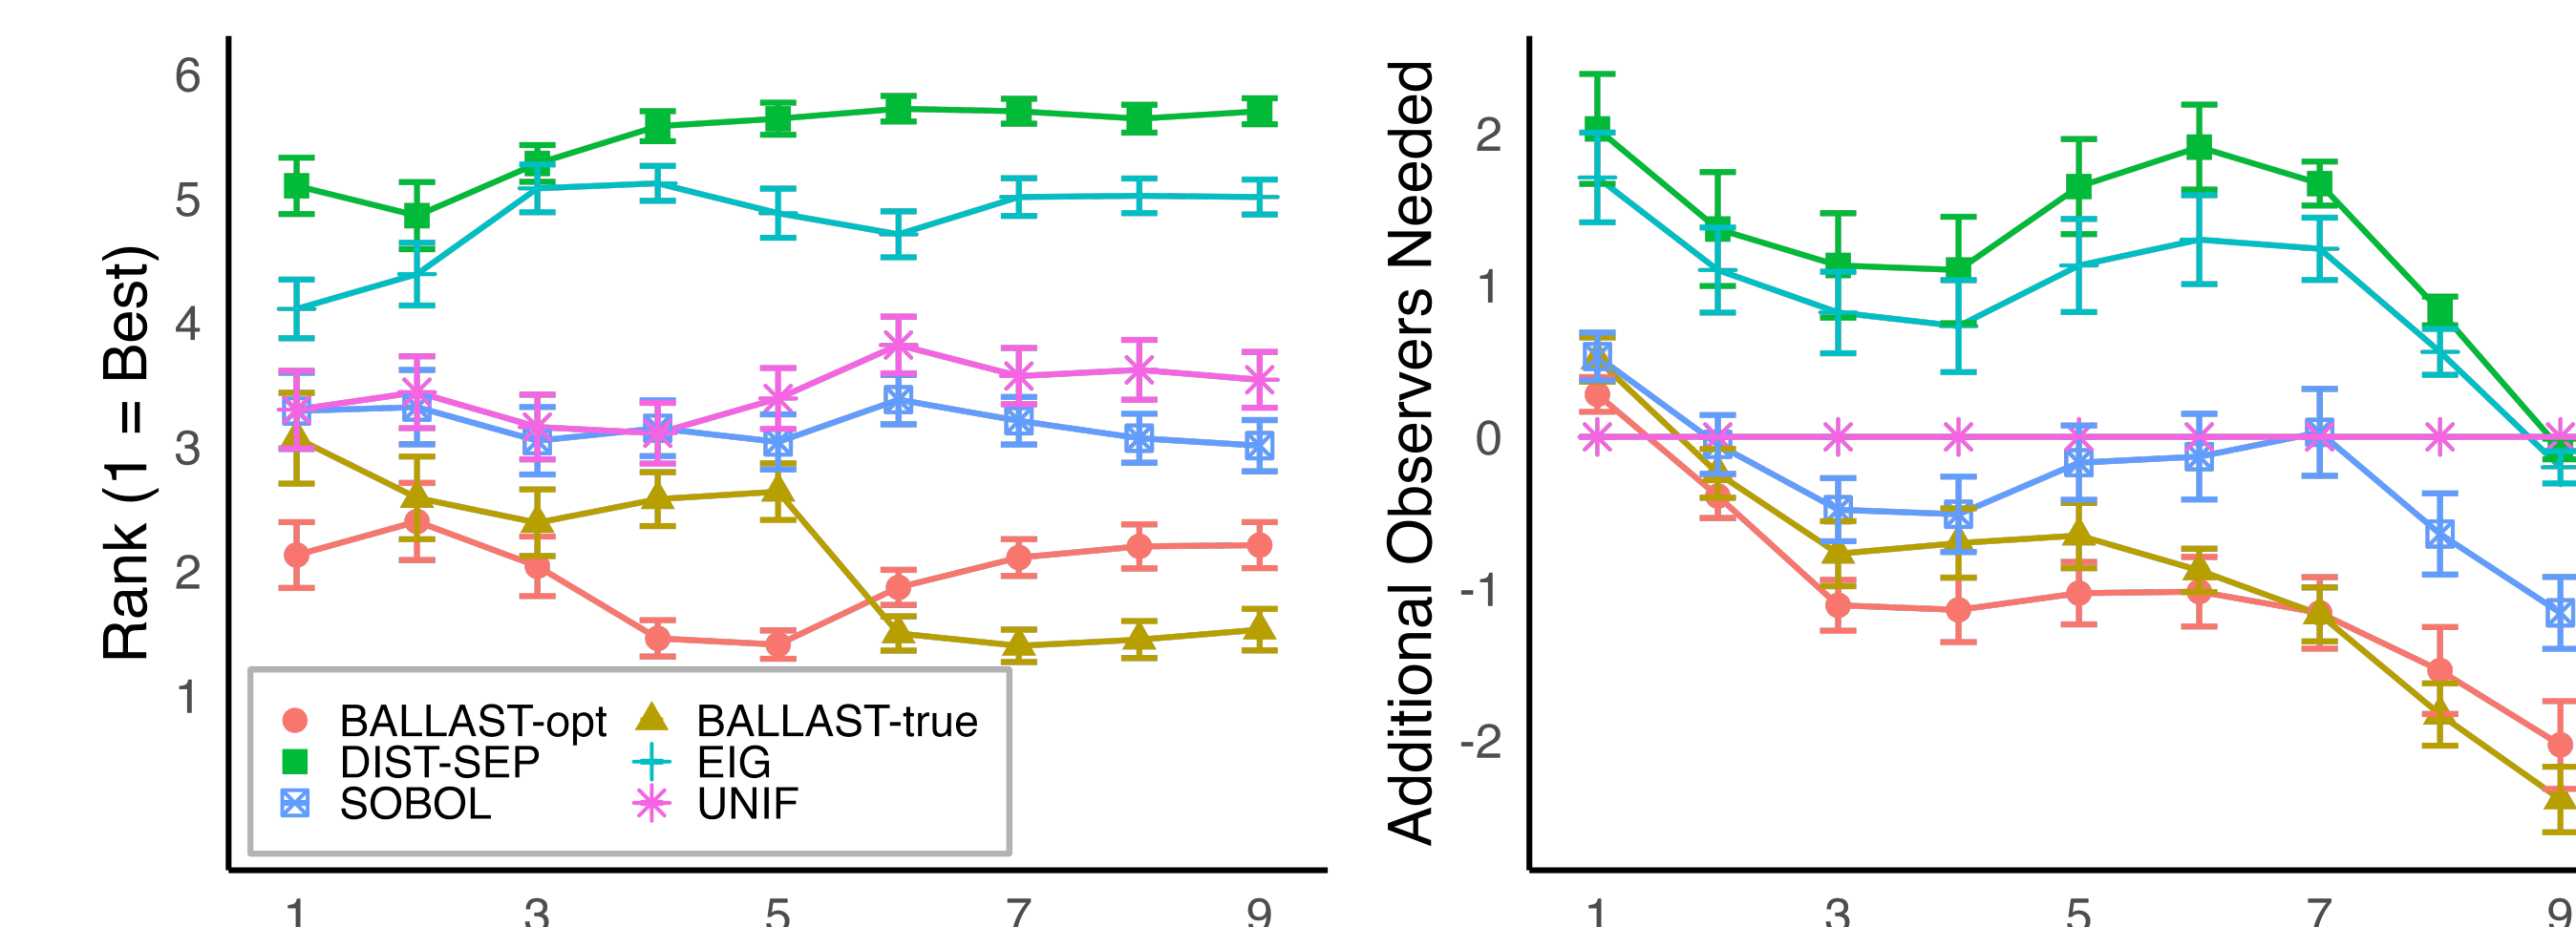 Rank (1 = Best)
6
5
4
3
2
1
BALLAST-opt BALLAST-true
DIST-SEP EIG
SOBOL UNIF
1 3 5 7 9
Additional Observers Needed
2
1
0
-1
-2
1 3 5 7 9